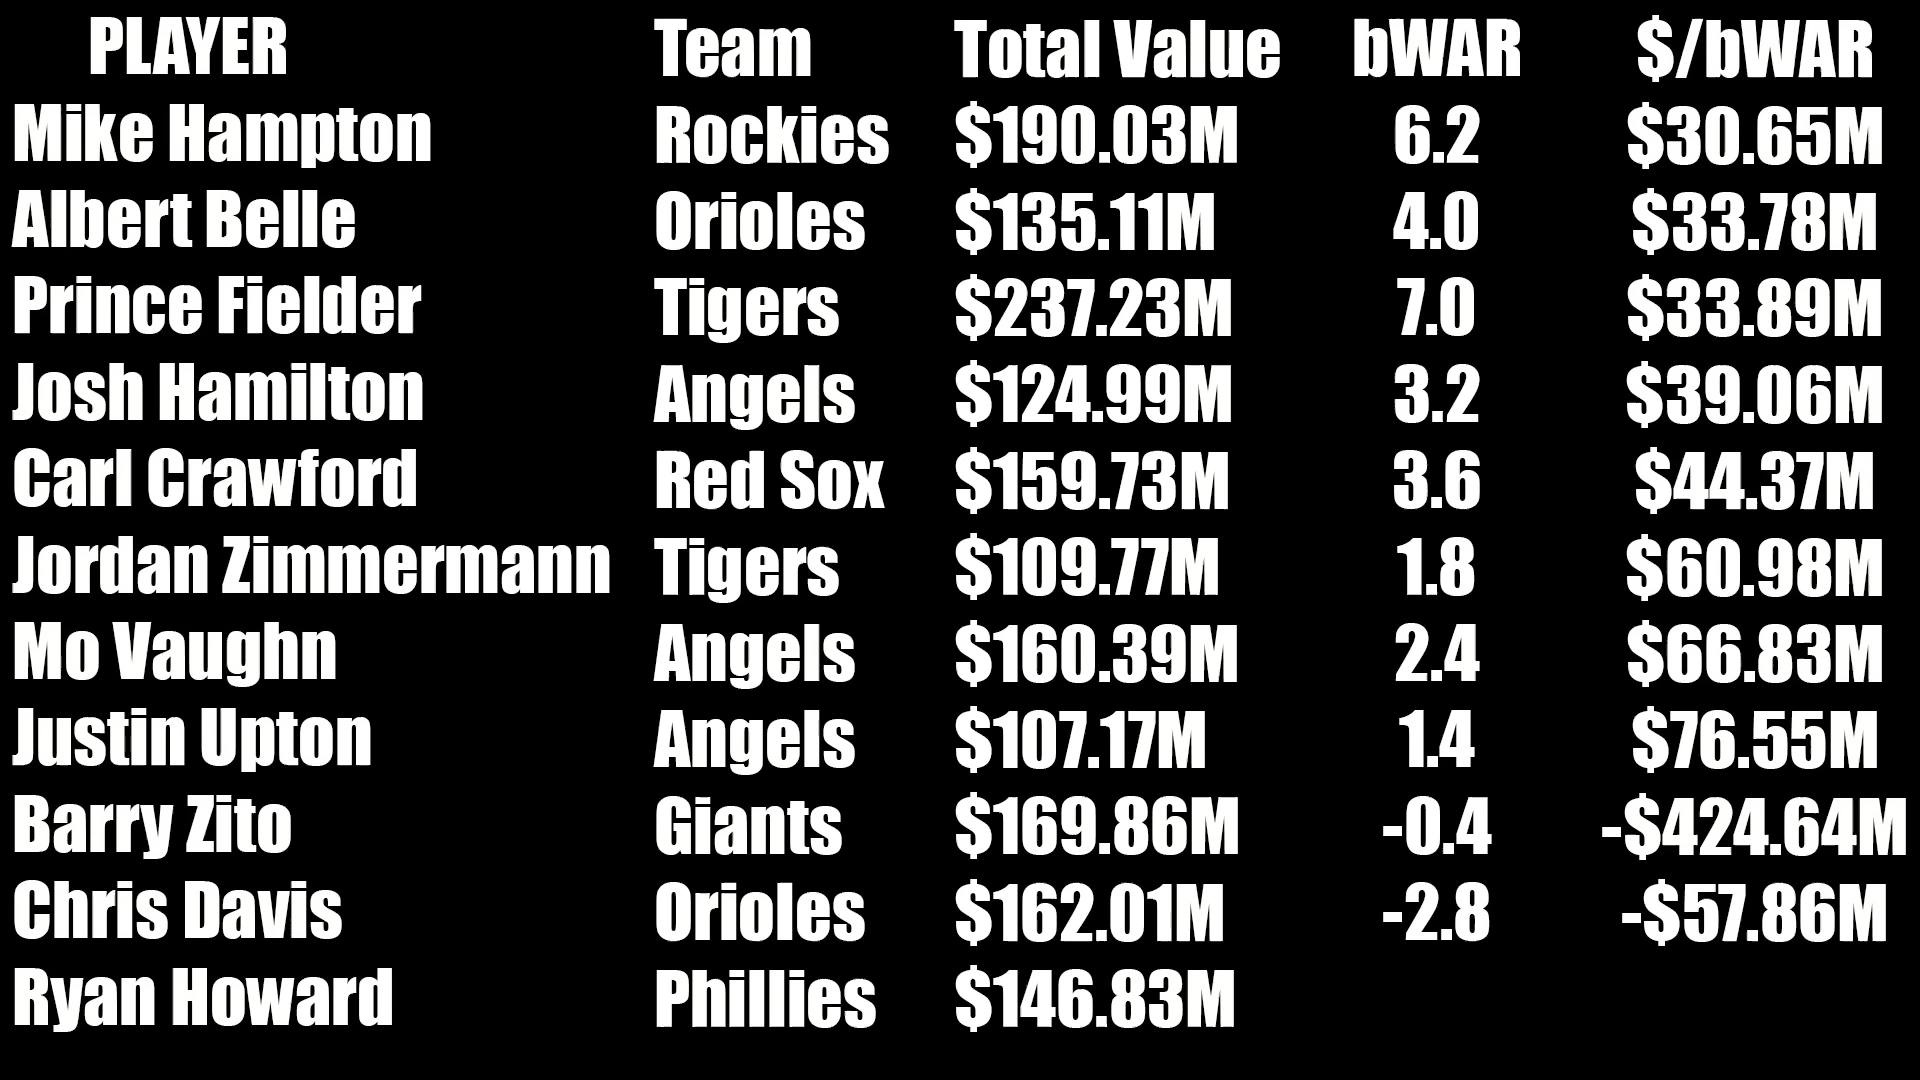 PLAYER Team Total Value bWAR $/bWAR
Mike Hampton Rockies $190.03M 6.2 $30.65M
Albert Belle Orioles $135.11M 4.0 $33.78M
Prince Fielder Tigers $237.23M 7.0 $33.89M
Josh Hamilton Angels $124.99M 3.2 $39.06M
Carl Crawford Red Sox $159.73M 3.6 $44.37M
Jordan Zimmermann Tigers $109.77M 1.8 $60.98M
Mo Vaughn Angels $160.39M 2.4 $66.83M
Justin Upton Angels $107.17M 1.4 $76.55M
Barry Zito Giants $169.86M -0.4 -$424.64M
Chris Davis Orioles $162.01M -2.8 -$57.86M
Ryan Howard Phillies $146.83M